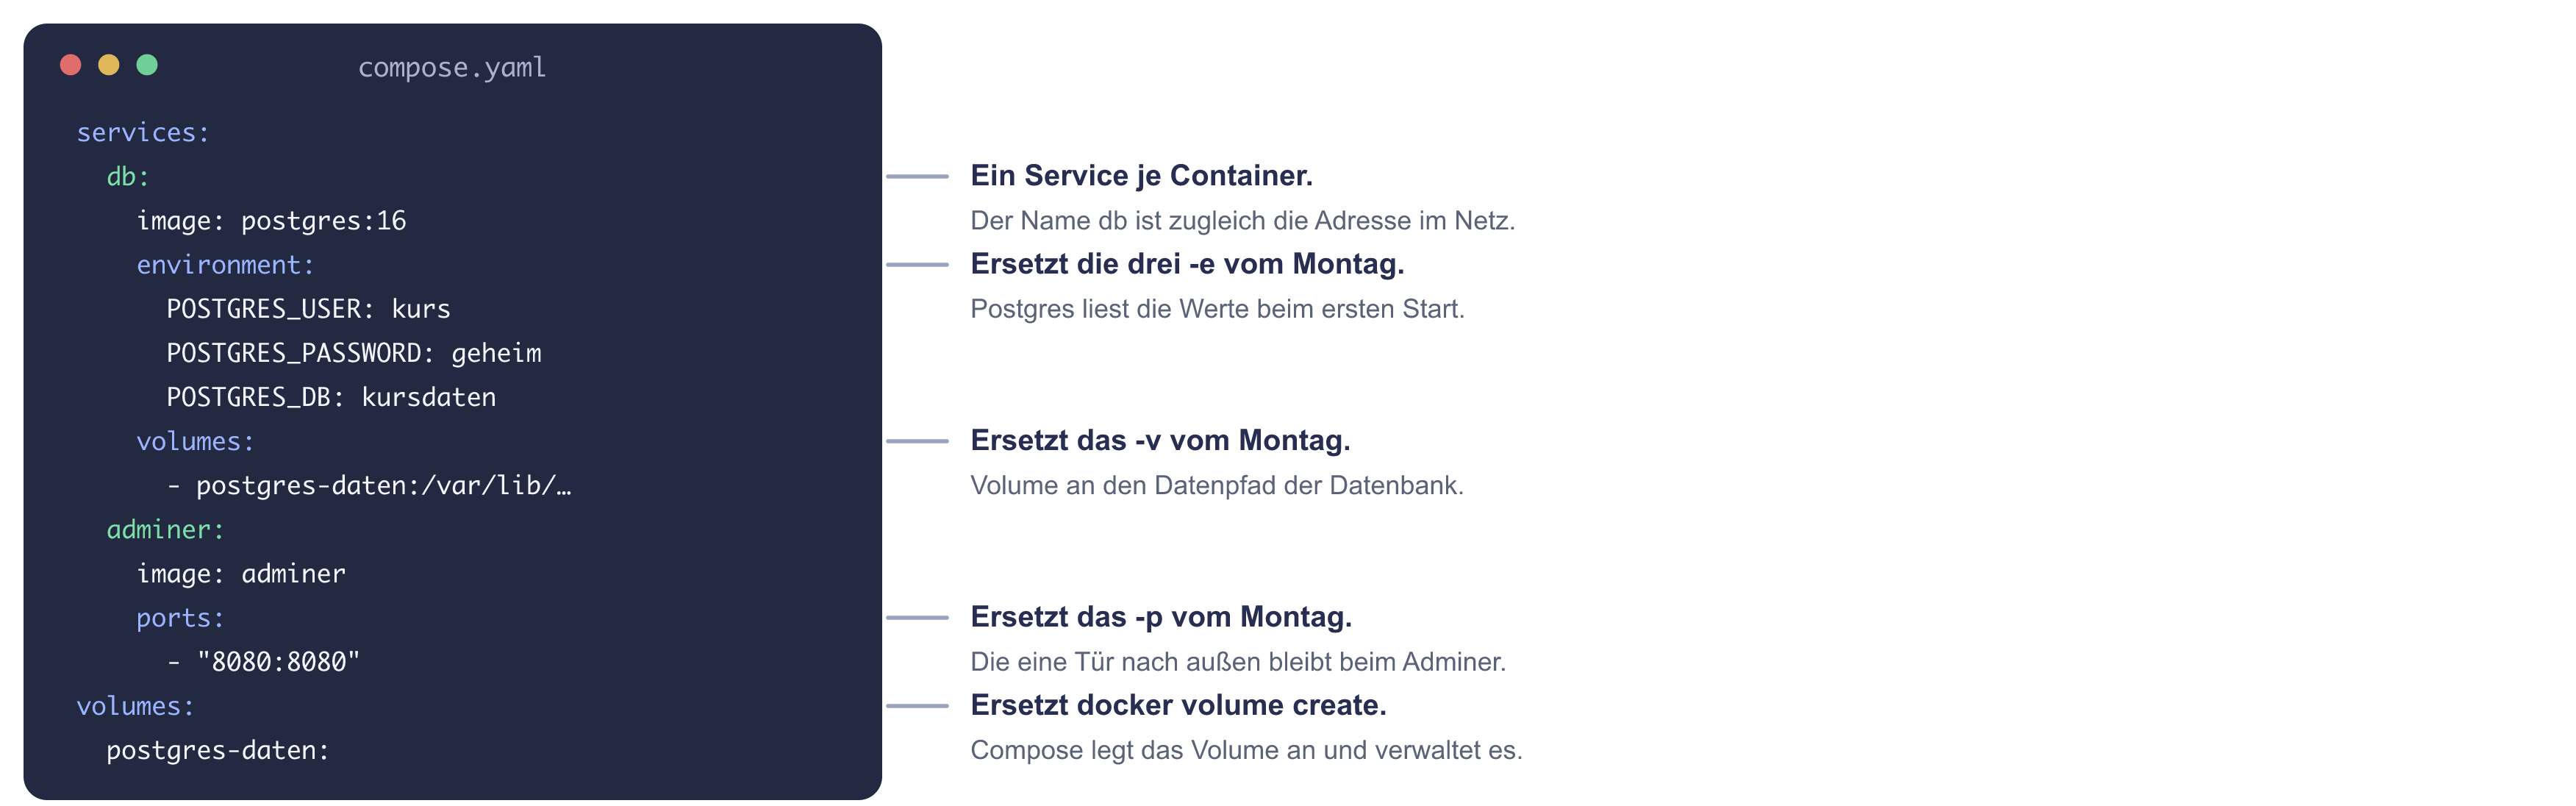 compose.yaml
services:
db:
image: postgres:16
environment:
POSTGRES_USER: kurs
POSTGRES_PASSWORD: geheim
POSTGRES_DB: kursdaten
volumes:
- postgres-daten:/var/lib/…
adminer:
image: adminer
ports:
- "8080:8080"
volumes:
postgres-daten:
Ein Service je Container.
Der Name db ist zugleich die Adresse im Netz.
Ersetzt die drei -e vom Montag.
Postgres liest die Werte beim ersten Start.
Ersetzt das -v vom Montag.
Volume an den Datenpfad der Datenbank.
Ersetzt das -p vom Montag.
Die eine Tür nach außen bleibt beim Adminer.
Ersetzt docker volume create.
Compose legt das Volume an und verwaltet es.